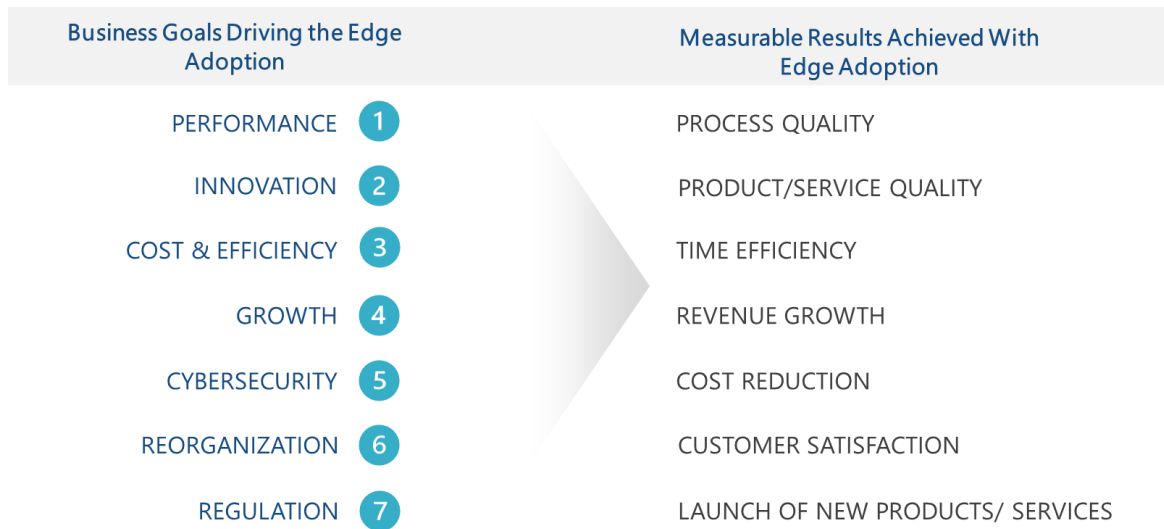 Business Goals Driving the Edge
Adoption
Measurable Results Achieved With
Edge Adoption
PERFORMANCE 1 PROCESS QUALITY
INNOVATION 2 PRODUCT/SERVICE QUALITY
COST & EFFICIENCY 3 TIME EFFICIENCY
GROWTH 4 REVENUE GROWTH
CYBERSECURITY 5 COST REDUCTION
REORGANIZATION 6 CUSTOMER SATISFACTION
REGULATION 7 LAUNCH OF NEW PRODUCTS/ SERVICES